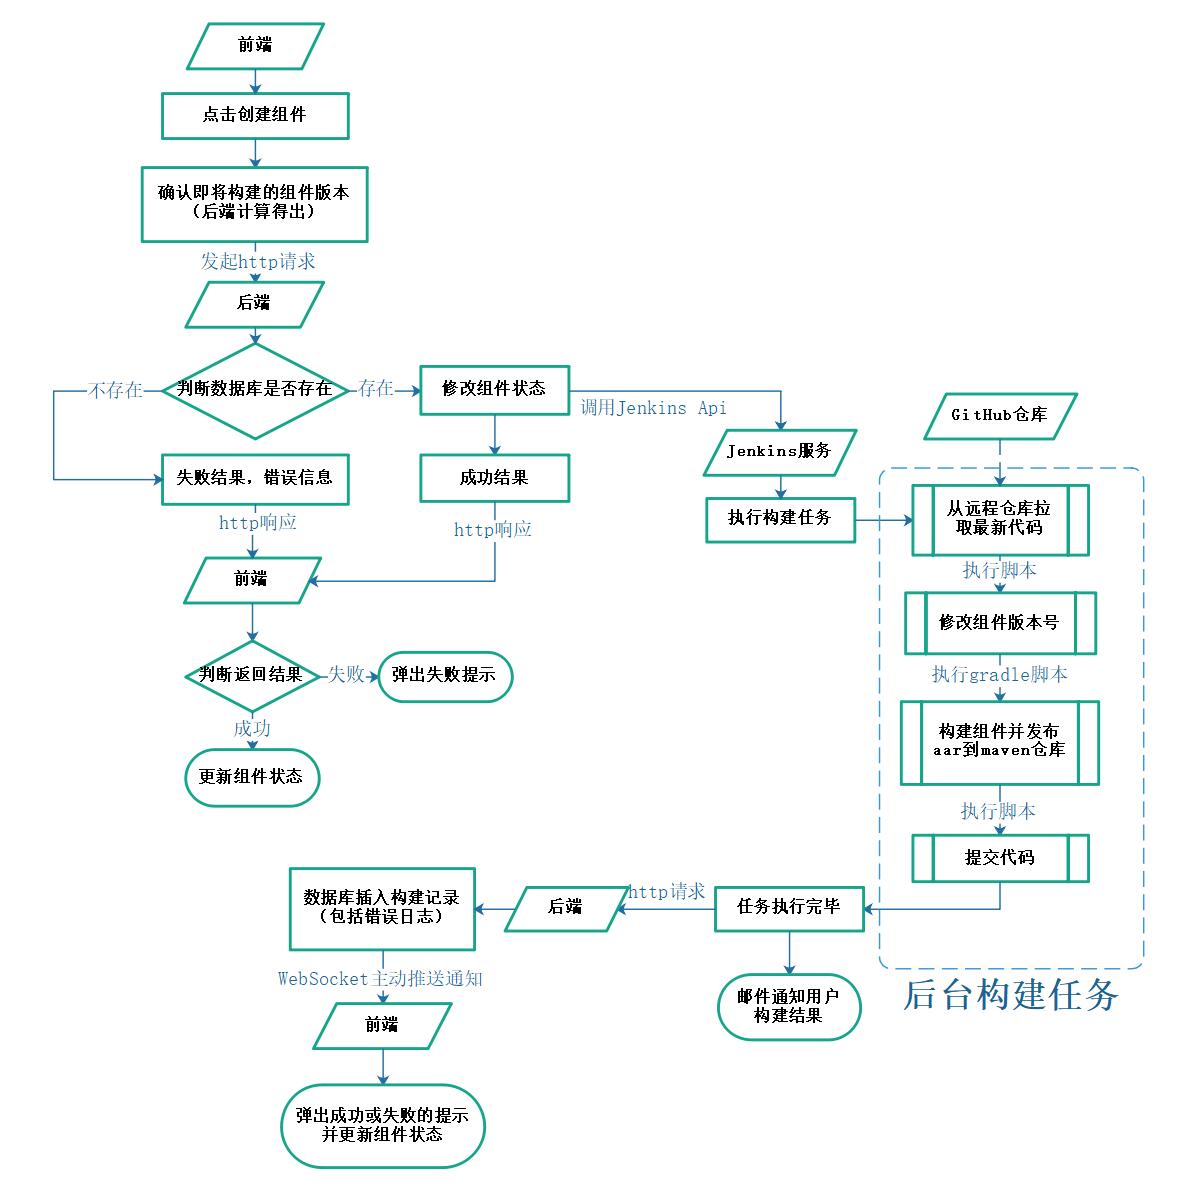 前端
点击创建组件
确认即将构建的组件版本
（后端计算得出）
发起http请求
后端
判断数据库是否存在
不存在
存在
修改组件状态
调用Jenkins Api
失败结果，错误信息
成功结果
http响应
http响应
前端
判断返回结果
失败
弹出失败提示
成功
更新组件状态
Jenkins服务
执行构建任务
GitHub仓库
从远程仓库拉
取最新代码
执行脚本
修改组件版本号
执行gradle脚本
构建组件并发布
aar到maven仓库
执行脚本
提交代码
后台构建任务
任务执行完毕
邮件通知用户
构建结果
http请求
后端
数据库插入构建记录
（包括错误日志）
WebSocket主动推送通知
前端
弹出成功或失败的提示
并更新组件状态